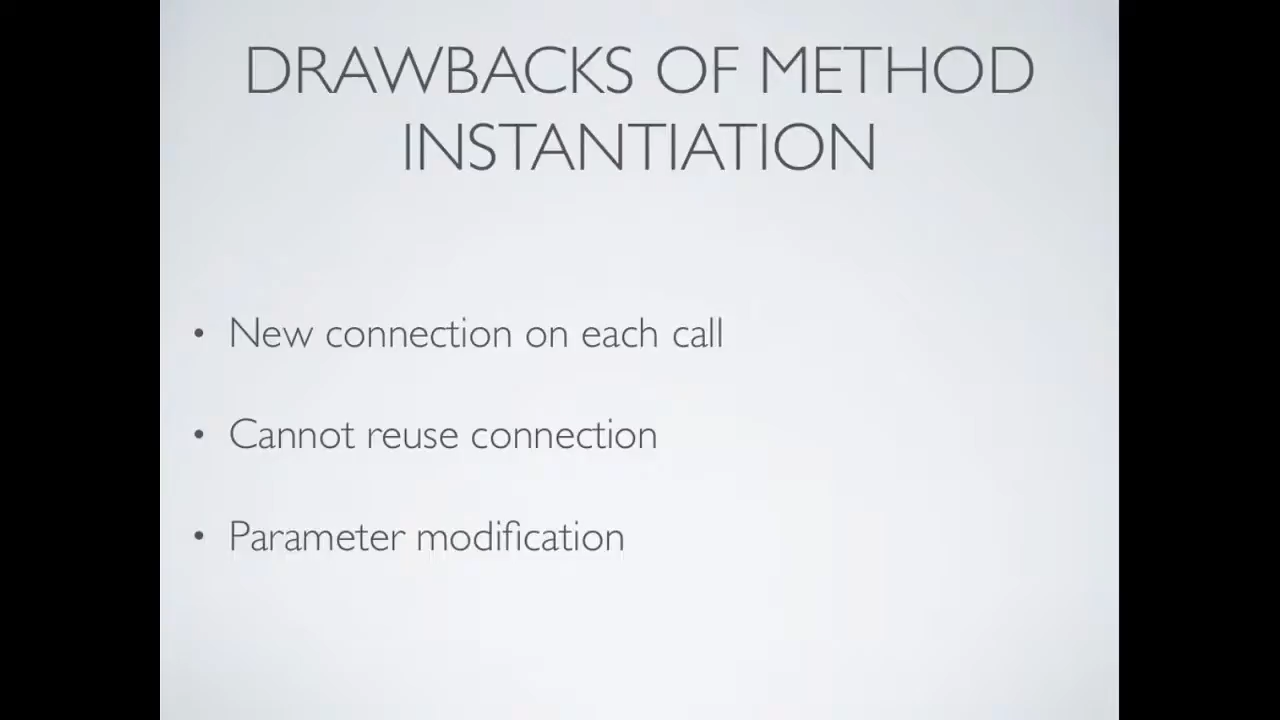 DRAWBACKS OF METHOD
INSTANTIATION
• New connection on each call
• Cannot reuse connection
• Parameter modification